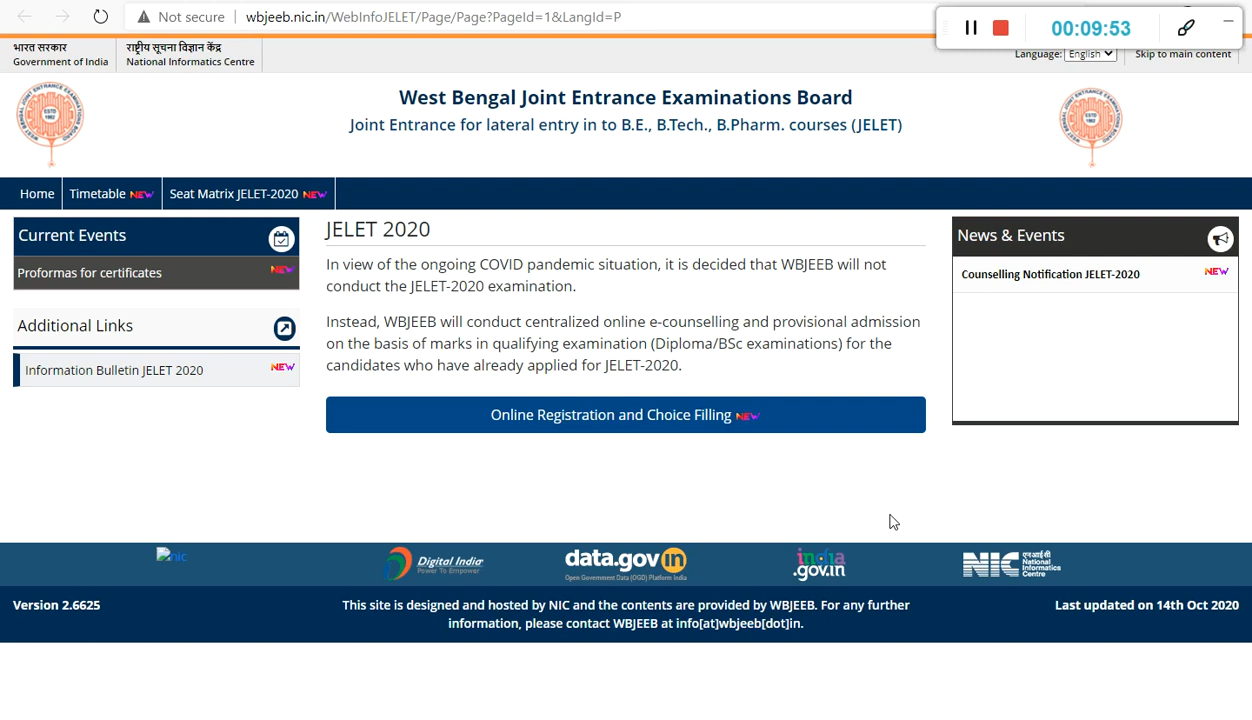 Not secure
wbjeeb.nic.in/WebInfoJELET/Page/Page?PageId=1&LangId=P
00:09:53
भारत सरकार
Government of India
राष्ट्रीय सूचना विज्ञान केंद्र
National Informatics Centre
Language: English
Skip to main content
West Bengal Joint Entrance Examinations Board
Joint Entrance for lateral entry in to B.E., B.Tech., B.Pharm. courses (JELET)
Home
Timetable NEW
Seat Matrix JELET-2020 NEW
Current Events
Proformas for certificates NEW
Additional Links
Information Bulletin JELET 2020 NEW
JELET 2020
In view of the ongoing COVID pandemic situation, it is decided that WBJEEB will not
conduct the JELET-2020 examination.
Instead, WBJEEB will conduct centralized online e-counselling and provisional admission
on the basis of marks in qualifying examination (Diploma/BSc examinations) for the
candidates who have already applied for JELET-2020.
Online Registration and Choice Filling NEW
News & Events
Counselling Notification JELET-2020 NEW
nic
Digital India
Power To Empower
data.gov in
Open Government Data (OGD) Platform India
india
.gov.in
NIC
एनआईसी
National
Informatics
Centre
Version 2.6625
This site is designed and hosted by NIC and the contents are provided by WBJEEB. For any further
information, please contact WBJEEB at info[at]wbjeeb[dot]in.
Last updated on 14th Oct 2020